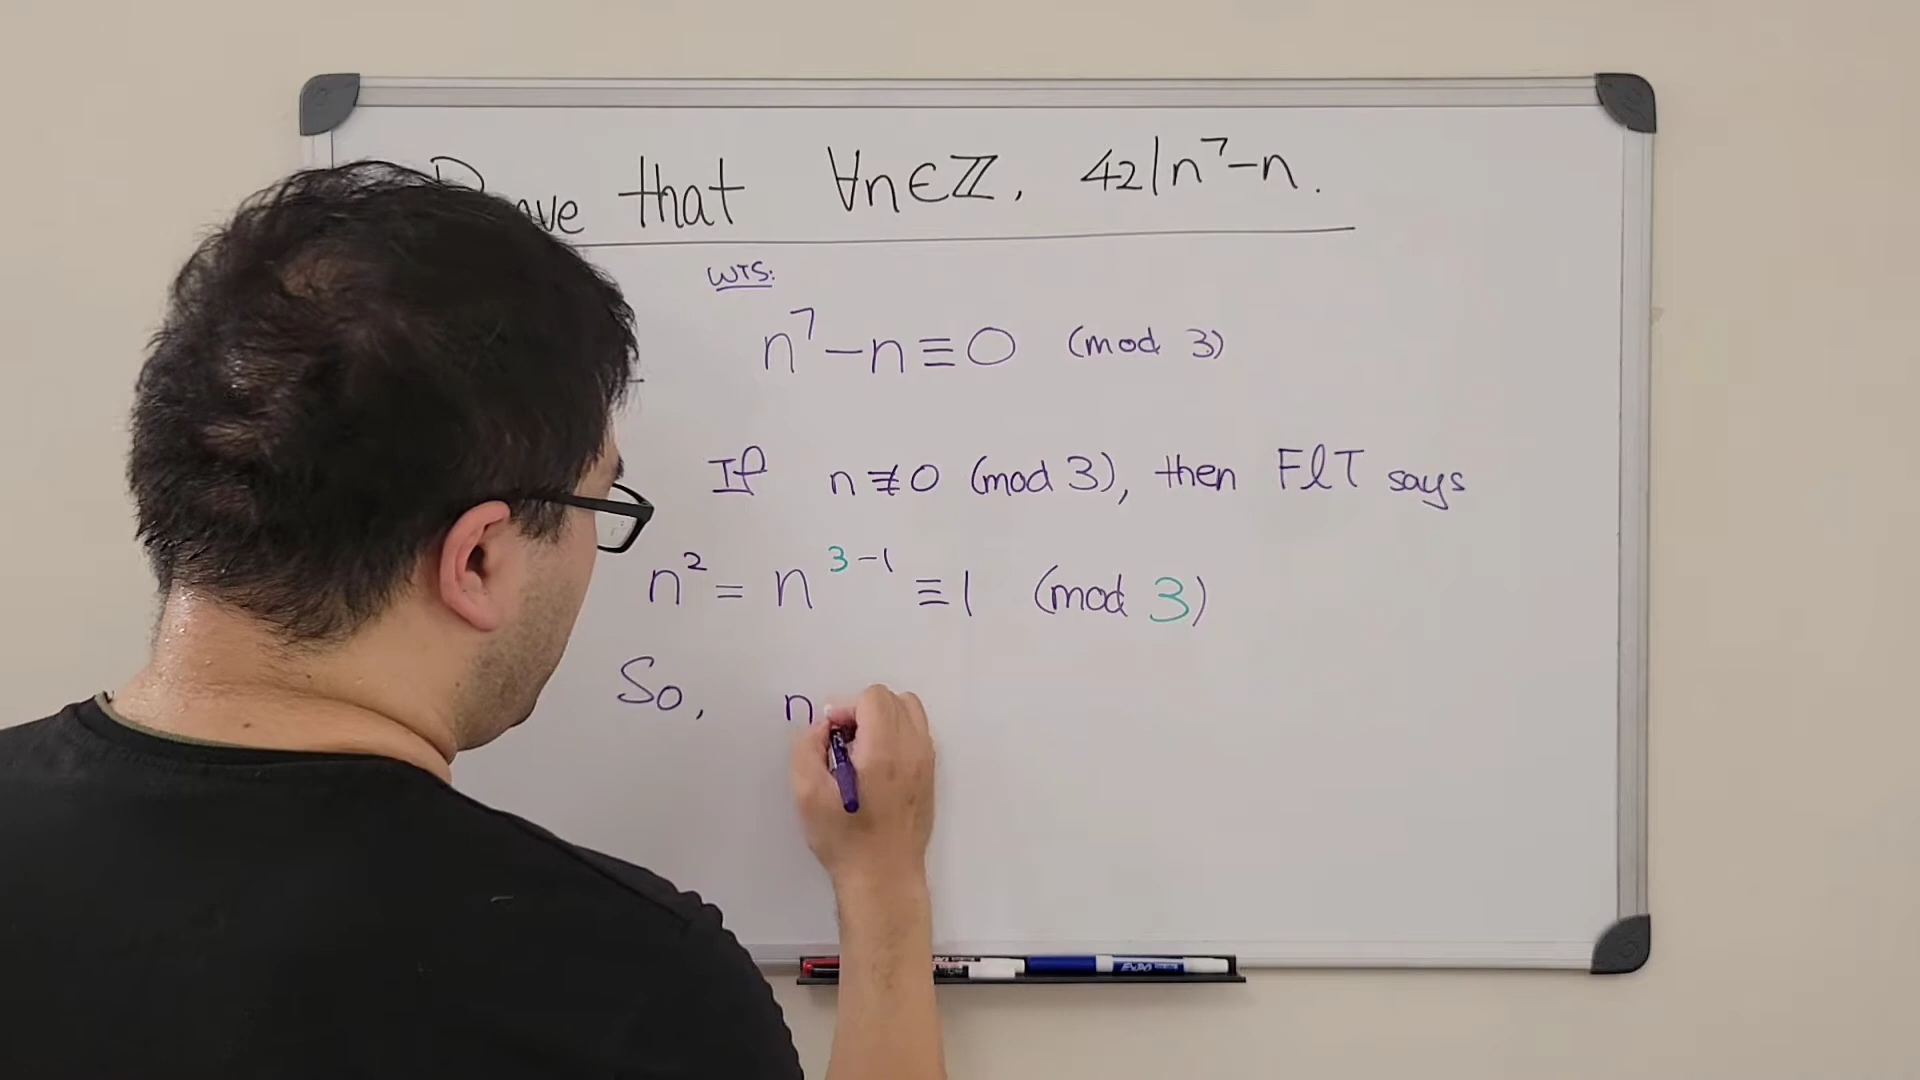 that ∀n∈ℤ, 42|n⁷-n.
WTS:
n⁷-n≡0 (mod 3)
If n≢0 (mod 3), then FlT says
n² = n³⁻¹ ≡1 (mod 3)
So, n
EXPO